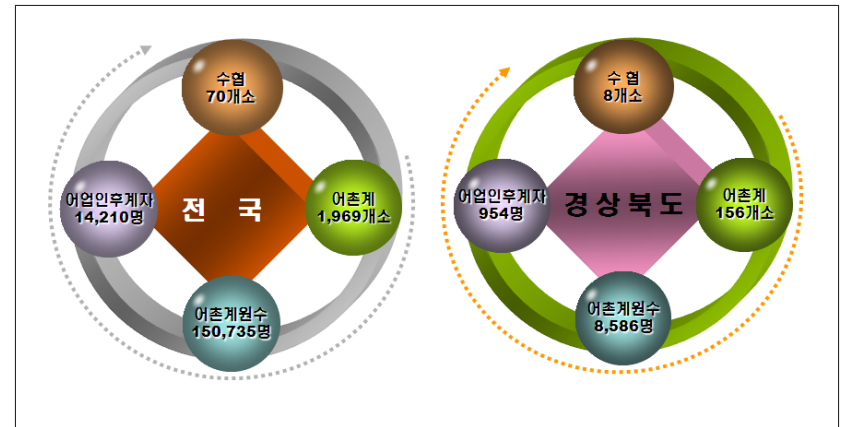 수협
70개소
어업인후계자
14,210명
전 국
어촌계
1,969개소
어촌계원수
150,735명
수 협
8개소
어업인후계자
954명
경상북도
어촌계
156개소
어촌계원수
8,586명